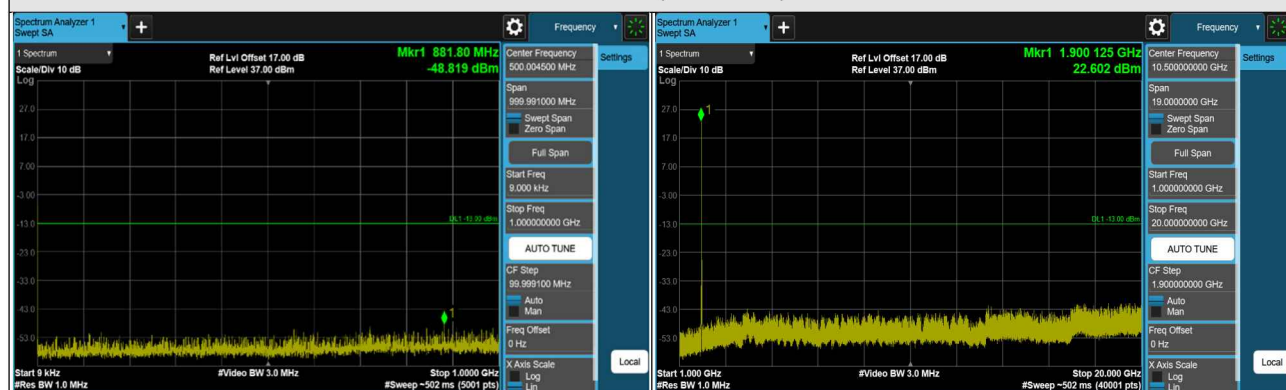 Spectrum Analyzer 1
Swept SA
+
Frequency
1 Spectrum
Scale/Div 10 dB
Log
Ref Lvl Offset 17.00 dB
Ref Level 37.00 dBm
Mkr1 881.80 MHz
-48.819 dBm
27.0
17.0
7.00
-3.00
-13.0
-23.0
-33.0
-43.0
-53.0
DL1 -13.00 dBm
1
Start 9 kHz
#Res BW 1.0 MHz
#Video BW 3.0 MHz
Stop 1.0000 GHz
#Sweep ~502 ms (5001 pts)
Center Frequency
500.004500 MHz
Span
999.991000 MHz
Swept Span
Zero Span
Full Span
Start Freq
9.000 kHz
Stop Freq
1.000000000 GHz
AUTO TUNE
CF Step
99.999100 MHz
Auto
Man
Freq Offset
0 Hz
X Axis Scale
Log
Lin
Settings
Local
Spectrum Analyzer 1
Swept SA
+
Frequency
1 Spectrum
Scale/Div 10 dB
Log
Ref Lvl Offset 17.00 dB
Ref Level 37.00 dBm
Mkr1 1.900 125 GHz
22.602 dBm
27.0
17.0
7.00
-3.00
-13.0
-23.0
-33.0
-43.0
-53.0
DL1 -13.00 dBm
1
Start 1.000 GHz
#Res BW 1.0 MHz
#Video BW 3.0 MHz
Stop 20.000 GHz
#Sweep ~502 ms (40001 pts)
Center Frequency
10.500000000 GHz
Span
19.0000000 GHz
Swept Span
Zero Span
Full Span
Start Freq
1.000000000 GHz
Stop Freq
20.000000000 GHz
AUTO TUNE
CF Step
1.900000000 GHz
Auto
Man
Freq Offset
0 Hz
X Axis Scale
Log
Lin
Settings
Local